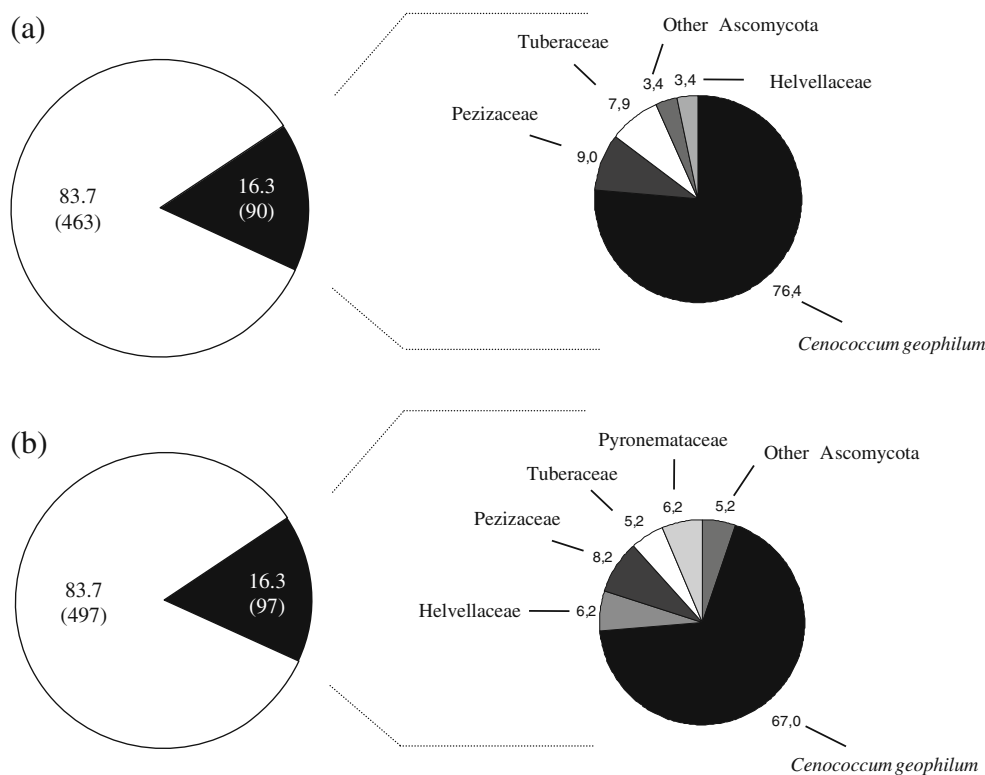 (a)
83.7
(463)
16.3
(90)
Other Ascomycota
Tuberaceae
3,4
3,4
Helvellaceae
7,9
Pezizaceae
9,0
76,4
Cenococcum geophilum
(b)
83.7
(497)
16.3
(97)
Pyronemataceae
Other Ascomycota
Tuberaceae
6,2
5,2
5,2
Pezizaceae
8,2
Helvellaceae
6,2
67,0
Cenococcum geophilum